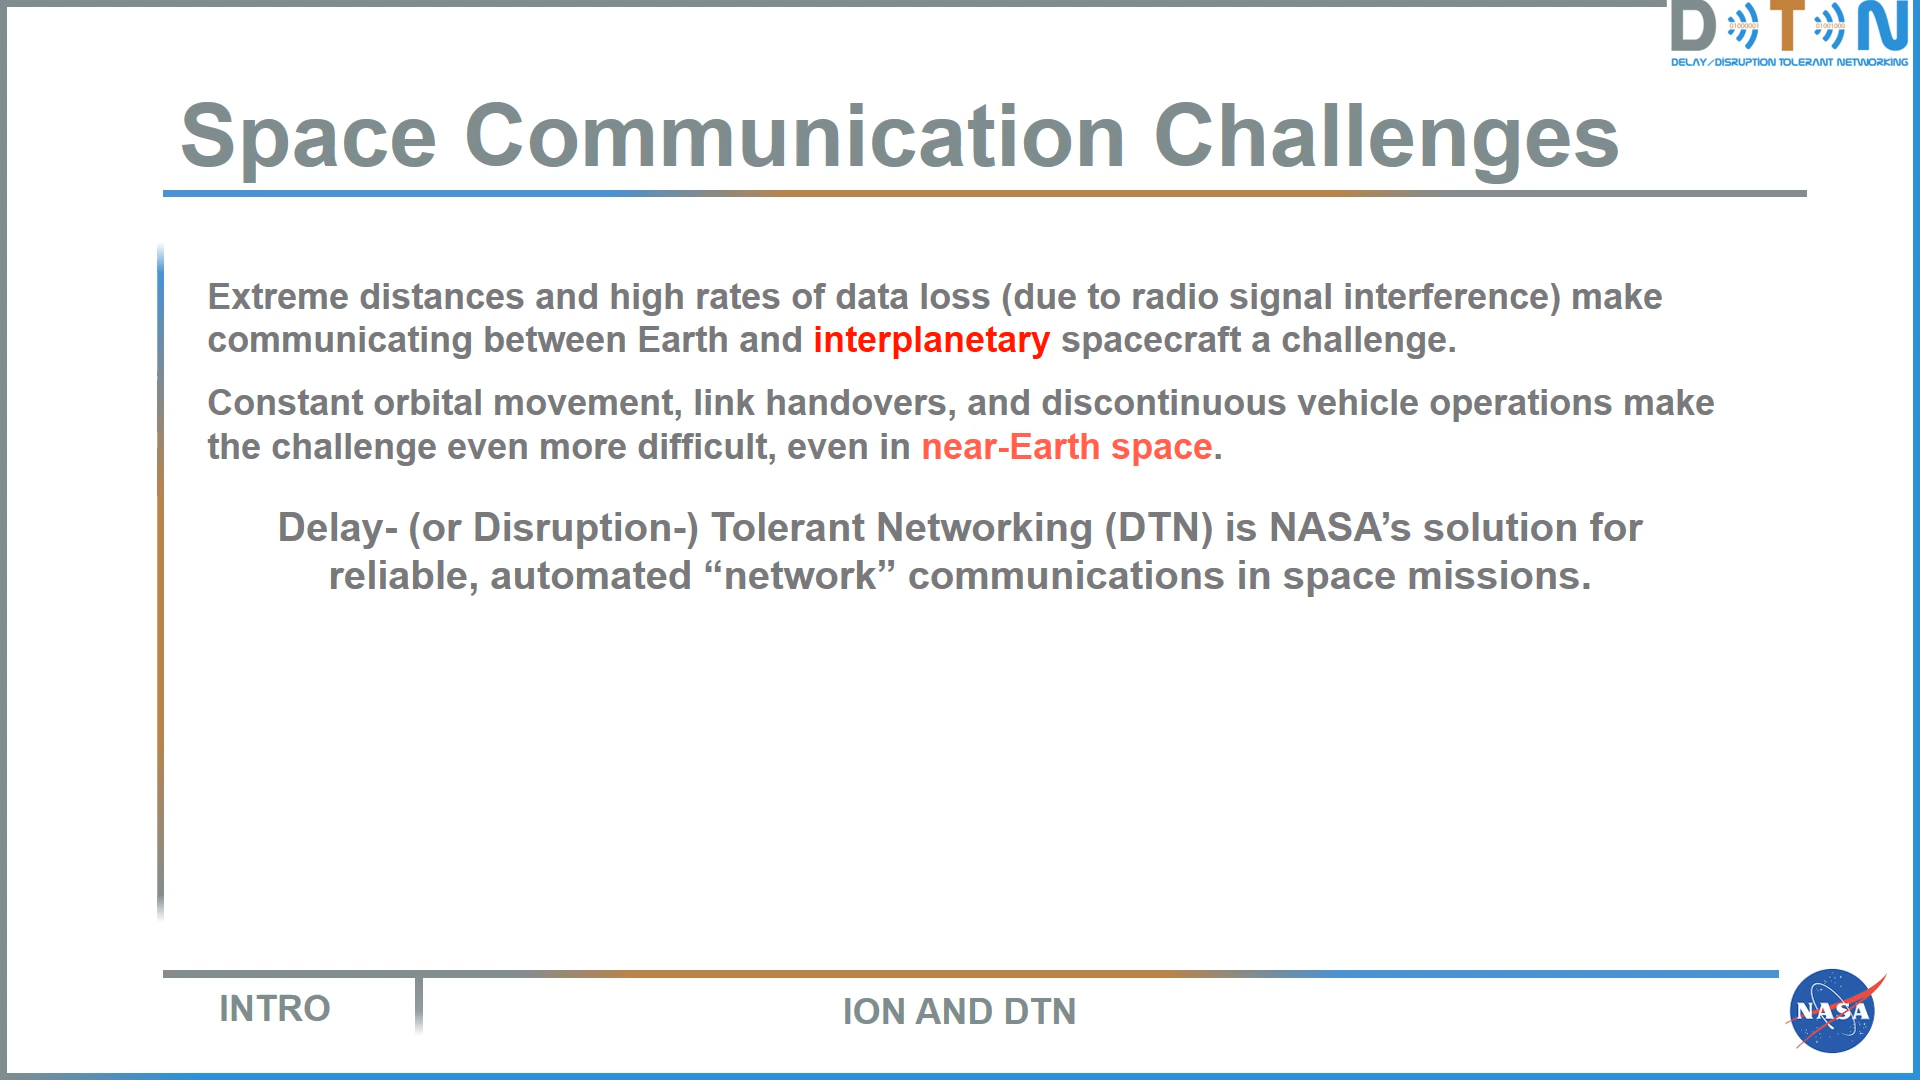 D T N
01000001
01001000
DELAY/DISRUPTION TOLERANT NETWORKING
Space Communication Challenges
Extreme distances and high rates of data loss (due to radio signal interference) make
communicating between Earth and interplanetary spacecraft a challenge.
Constant orbital movement, link handovers, and discontinuous vehicle operations make
the challenge even more difficult, even in near-Earth space.
Delay- (or Disruption-) Tolerant Networking (DTN) is NASA’s solution for
reliable, automated “network” communications in space missions.
INTRO
ION AND DTN
NASA